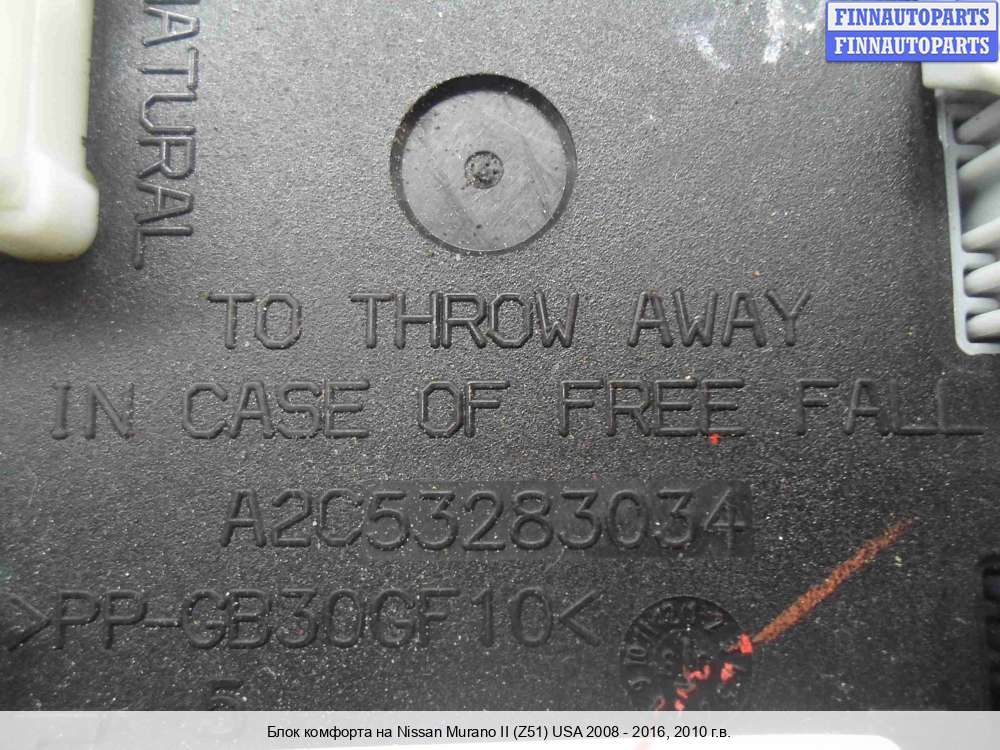 FINNAUTOPARTS
FINNAUTOPARTS
NATURAL
TO THROW AWAY
IN CASE OF FREE FALL
A2C53283034
>PP-GB30GF10<
5
Блок комфорта на Nissan Murano II (Z51) USA 2008 - 2016, 2010 г.в.